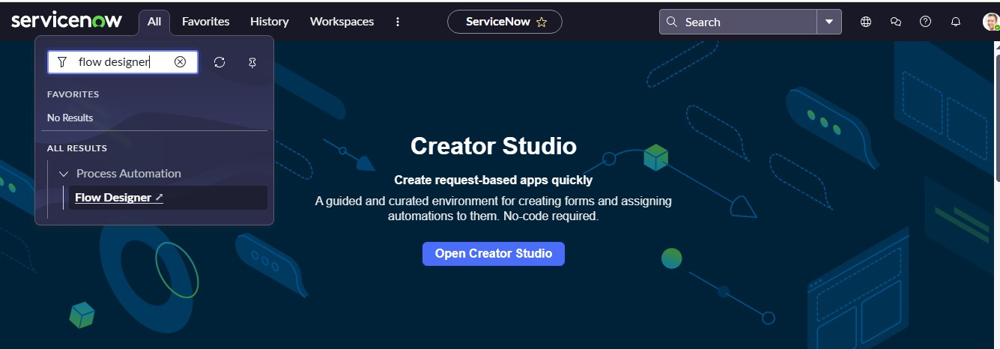 servicenow All Favorites History Workspaces ServiceNow Search
flow designer
FAVORITES
No Results
ALL RESULTS
Process Automation
Flow Designer
Creator Studio
Create request-based apps quickly
A guided and curated environment for creating forms and assigning
automations to them. No-code required.
Open Creator Studio